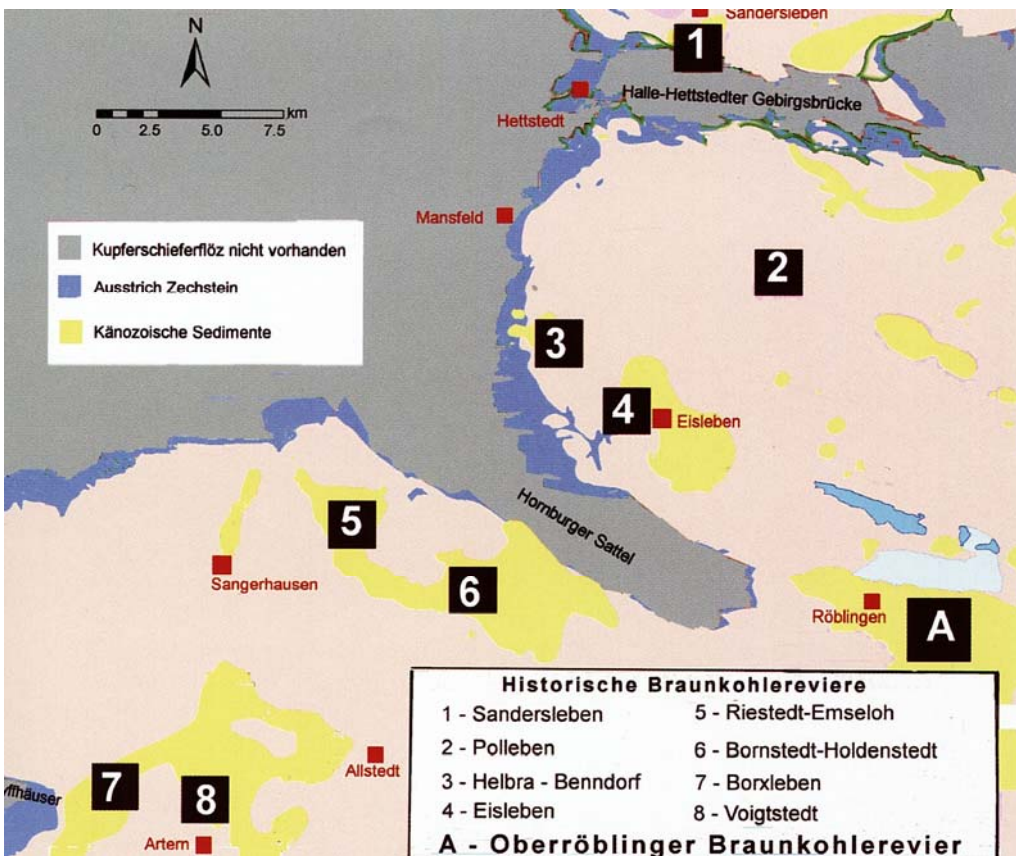 N
km
0 2.5 5.0 7.5
Sandersleben
1
Hettstedt
Halle-Hettstedter Gebirgsbrücke
Mansfeld
Kupferschieferflöz nicht vorhanden
Ausstrich Zechstein
Känozoische Sedimente
2
3
4
Eisleben
5
Hornburger Sattel
Sangerhausen
6
Röblingen
A
7
8
Allstedt
Artern
yffhäuser
Historische Braunkohlereviere
1 - Sandersleben
2 - Polleben
3 - Helbra - Benndorf
4 - Eisleben
5 - Riestedt-Emseloh
6 - Bornstedt-Holdenstedt
7 - Borxleben
8 - Voigtstedt
A - Oberröblinger Braunkohlerevier